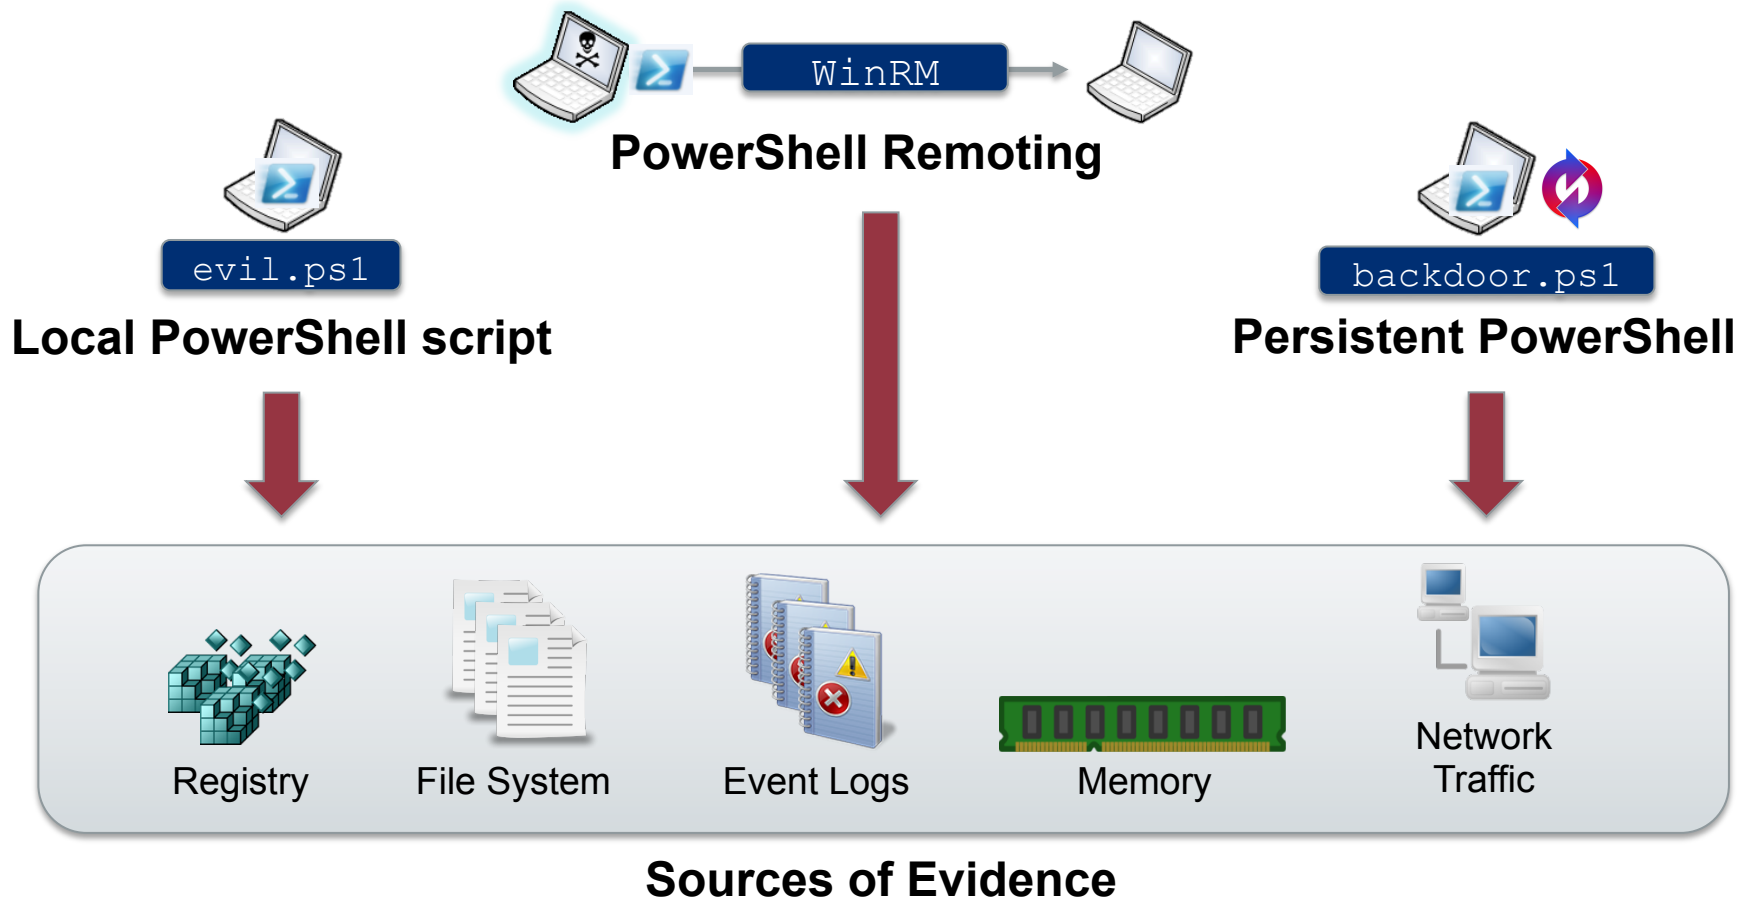 WinRM
PowerShell Remoting
evil.ps1
Local PowerShell script
backdoor.ps1
Persistent PowerShell
Registry
File System
Event Logs
Memory
Network
Traffic
Sources of Evidence